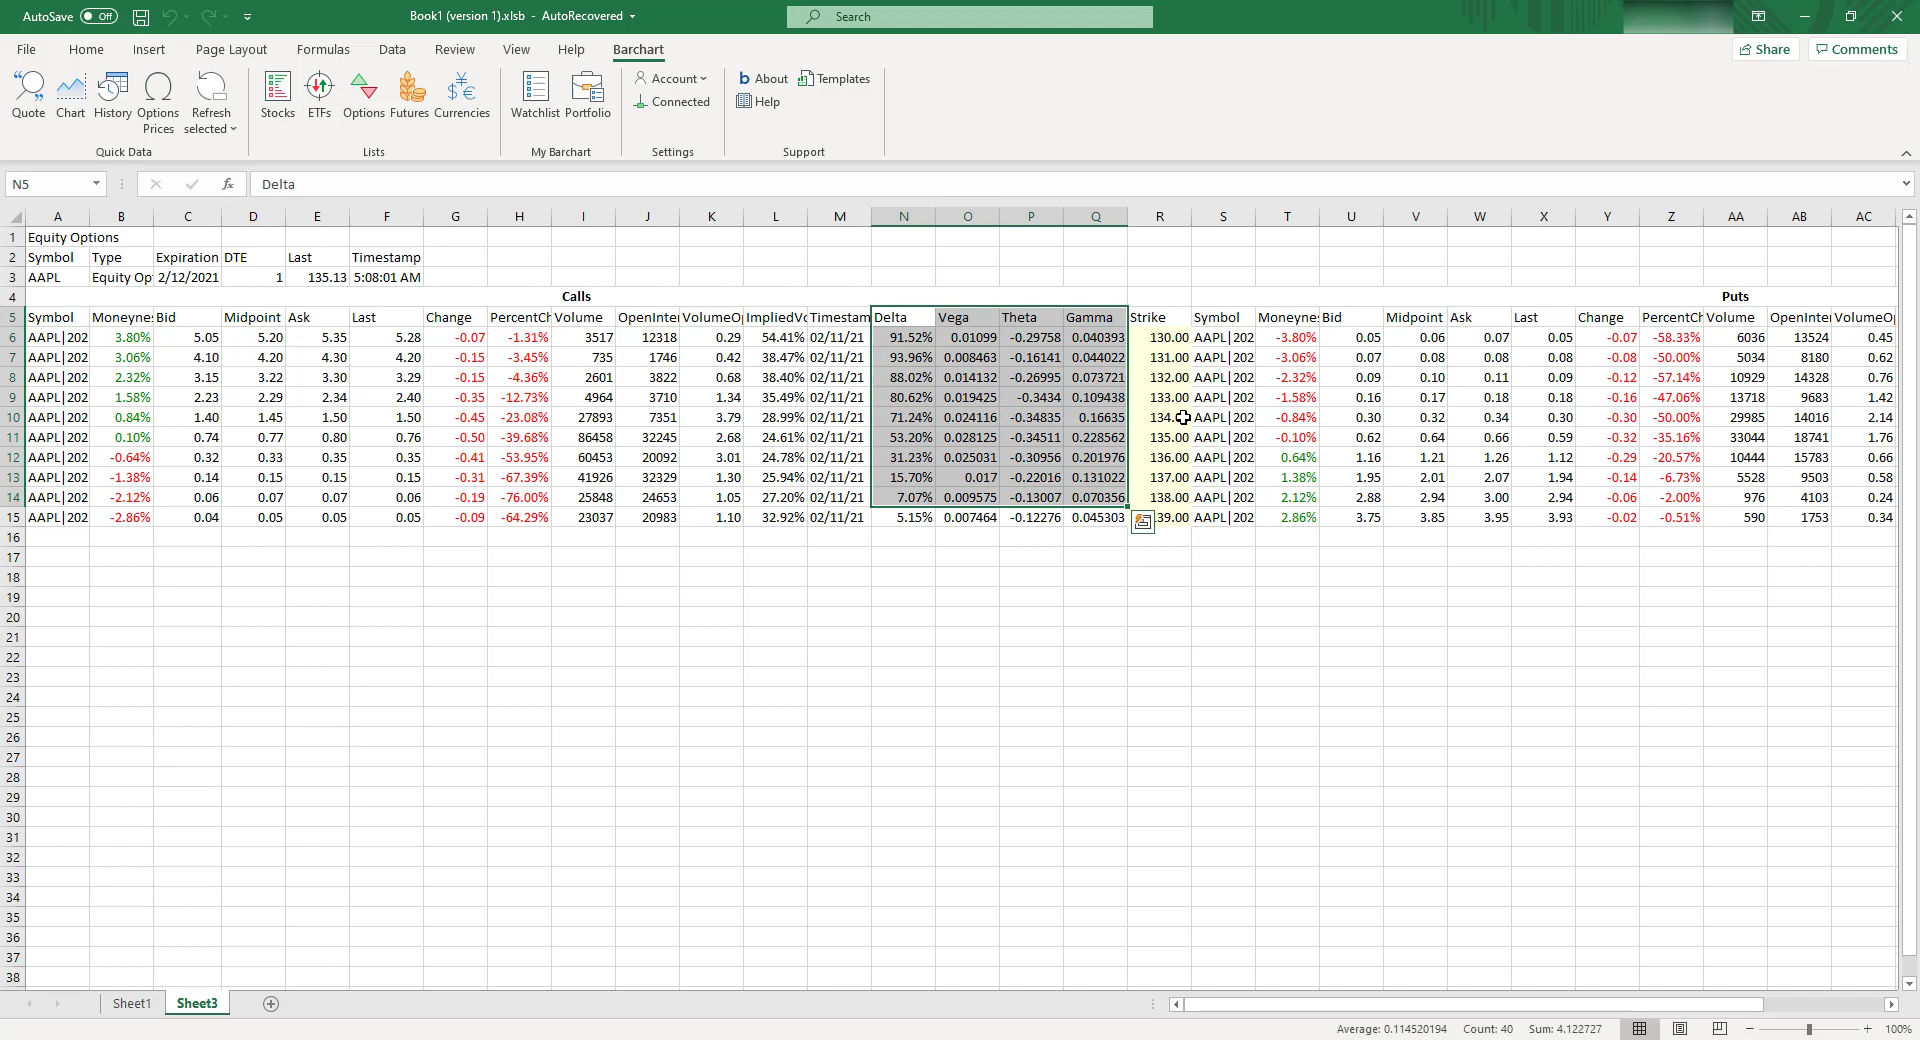 AutoSave Off Book1 (version 1).xlsb - AutoRecovered Search
File Home Insert Page Layout Formulas Data Review View Help Barchart Share Comments
Quote Chart History Options Prices Refresh selected Stocks ETFs Options Futures Currencies Watchlist Portfolio Account Connected b About Templates Help
Quick Data Lists My Barchart Settings Support
N5 fx Delta
A B C D E F G H I J K L M N O P Q R S T U V W X Y Z AA AB AC
1 Equity Options
2 Symbol Type Expiration DTE Last Timestamp
3 AAPL Equity Op 2/12/2021 1 135.13 5:08:01 AM
4 Calls Puts
5 Symbol Moneyne Bid Midpoint Ask Last Change PercentCh Volume OpenInter VolumeOp ImpliedVo Timestam Delta Vega Theta Gamma Strike Symbol Moneyne Bid Midpoint Ask Last Change PercentCh Volume OpenInter VolumeOp
6 AAPL|202 3.80% 5.05 5.20 5.35 5.28 -0.07 -1.31% 3517 12318 0.29 54.41% 02/11/21 91.52% 0.01099 -0.29758 0.040393 130.00 AAPL|202 -3.80% 0.05 0.06 0.07 0.05 -0.07 -58.33% 6036 13524 0.45
7 AAPL|202 3.06% 4.10 4.20 4.30 4.20 -0.15 -3.45% 735 1746 0.42 38.47% 02/11/21 93.96% 0.008463 -0.16141 0.044022 131.00 AAPL|202 -3.06% 0.07 0.08 0.08 0.08 -0.08 -50.00% 5034 8180 0.62
8 AAPL|202 2.32% 3.15 3.22 3.30 3.29 -0.15 -4.36% 2601 3822 0.68 38.40% 02/11/21 88.02% 0.014132 -0.26995 0.073721 132.00 AAPL|202 -2.32% 0.09 0.10 0.11 0.09 -0.12 -57.14% 10929 14328 0.76
9 AAPL|202 1.58% 2.23 2.29 2.34 2.40 -0.35 -12.73% 4964 3710 1.34 35.49% 02/11/21 80.62% 0.019425 -0.3434 0.109438 133.00 AAPL|202 -1.58% 0.16 0.17 0.18 0.18 -0.16 -47.06% 13718 9683 1.42
10 AAPL|202 0.84% 1.40 1.45 1.50 1.50 -0.45 -23.08% 27893 7351 3.79 28.99% 02/11/21 71.24% 0.024116 -0.34835 0.16635 134. AAPL|202 -0.84% 0.30 0.32 0.34 0.30 -0.30 -50.00% 29985 14016 2.14
11 AAPL|202 0.10% 0.74 0.77 0.80 0.76 -0.50 -39.68% 86458 32245 2.68 24.61% 02/11/21 53.20% 0.028125 -0.34511 0.228562 135.00 AAPL|202 -0.10% 0.62 0.64 0.66 0.59 -0.32 -35.16% 33044 18741 1.76
12 AAPL|202 -0.64% 0.32 0.33 0.35 0.35 -0.41 -53.95% 60453 20092 3.01 24.78% 02/11/21 31.23% 0.025031 -0.30956 0.201976 136.00 AAPL|202 0.64% 1.16 1.21 1.26 1.12 -0.29 -20.57% 10444 15783 0.66
13 AAPL|202 -1.38% 0.14 0.15 0.15 0.15 -0.31 -67.39% 41926 32329 1.30 25.94% 02/11/21 15.70% 0.017 -0.22016 0.131022 137.00 AAPL|202 1.38% 1.95 2.01 2.07 1.94 -0.14 -6.73% 5528 9503 0.58
14 AAPL|202 -2.12% 0.06 0.07 0.07 0.06 -0.19 -76.00% 25848 24653 1.05 27.20% 02/11/21 7.07% 0.009575 -0.13007 0.070356 138.00 AAPL|202 2.12% 2.88 2.94 3.00 2.94 -0.06 -2.00% 976 4103 0.24
15 AAPL|202 -2.86% 0.04 0.05 0.05 0.05 -0.09 -64.29% 23037 20983 1.10 32.92% 02/11/21 5.15% 0.007464 -0.12276 0.045303 39.00 AAPL|202 2.86% 3.75 3.85 3.95 3.93 -0.02 -0.51% 590 1753 0.34
16
17
18
19
20
21
22
23
24
25
26
27
28
29
30
31
32
33
34
35
36
37
38
Sheet1 Sheet3
Average: 0.114520194 Count: 40 Sum: 4.122727 100%